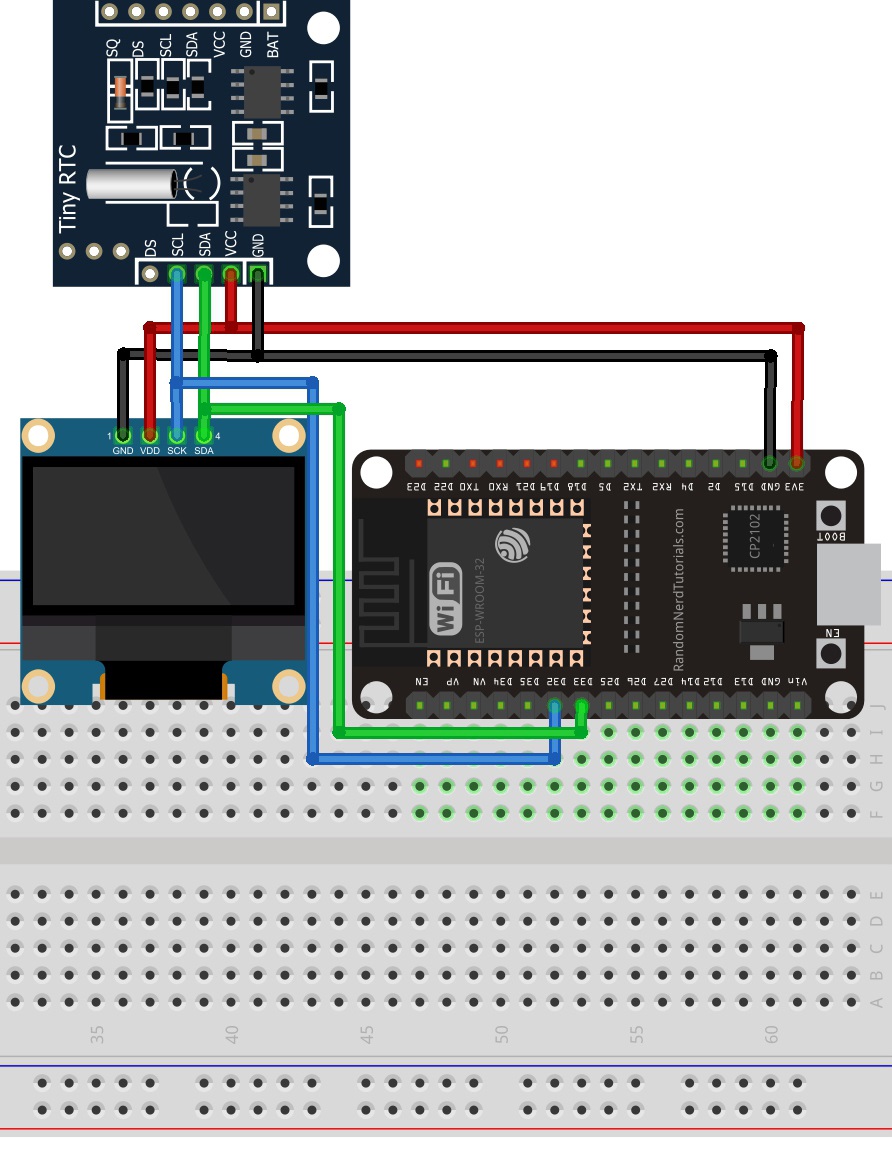 SQ DS SCL SDA VCC GND BAT
Tiny RTC
DS SCL SDA VCC GND
1 4
GND VDD SCK SDA
D23 D22 TX0 RX0 D21 D19 D18 D5 TX2 RX2 D4 D2 D15 GND 3V3
BOOT
CP2102
WiFi
ESP-WROOM-32
RandomNerdTutorials.com
EN
EN VP VN D34 D35 D32 D33 D25 D26 D27 D14 D12 D13 GND Vin
J
I
H
G
F
E
D
C
B
A
35 40 45 50 55 60